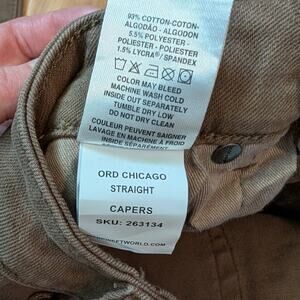 93% COTTON-COTON-
ALGODÃO - ALGODON
5.5% POLYESTER -
POLIESTER - POLIESTER
1.5% LYCRA®/SPANDEX
COLOR MAY BLEED
MACHINE WASH COLD
INSIDE OUT SEPARATELY
TUMBLE DRY LOW
DO NOT DRY CLEAN
COULEUR PEUVENT SAIGNER
LAVAGE EN MACHINE À FROID
ORD CHICAGO
STRAIGHT
CAPERS
SKU: 263134